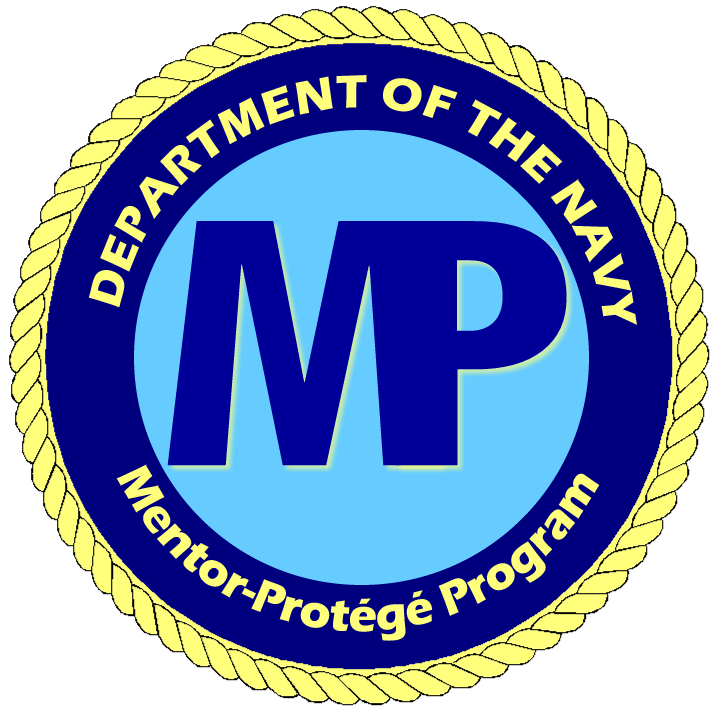 DEPARTMENT OF THE NAVY
MP
Mentor-Protégé Program